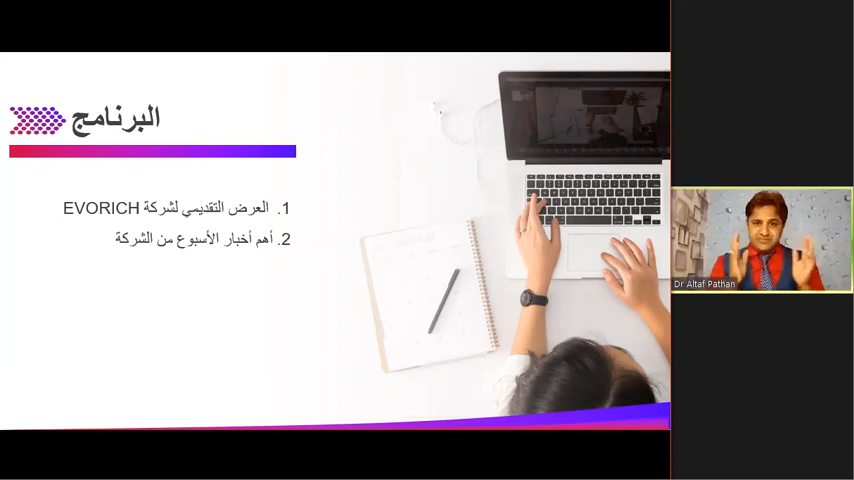 البرنامج
1. العرض التقديمي لشركة EVORICH
2. أهم أخبار الأسبوع من الشركة
Dr Altaf Pathan